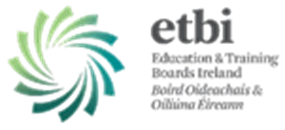 etbi
Education & Training
Boards Ireland
Boird Oideachais &
Oiliúna Éireann